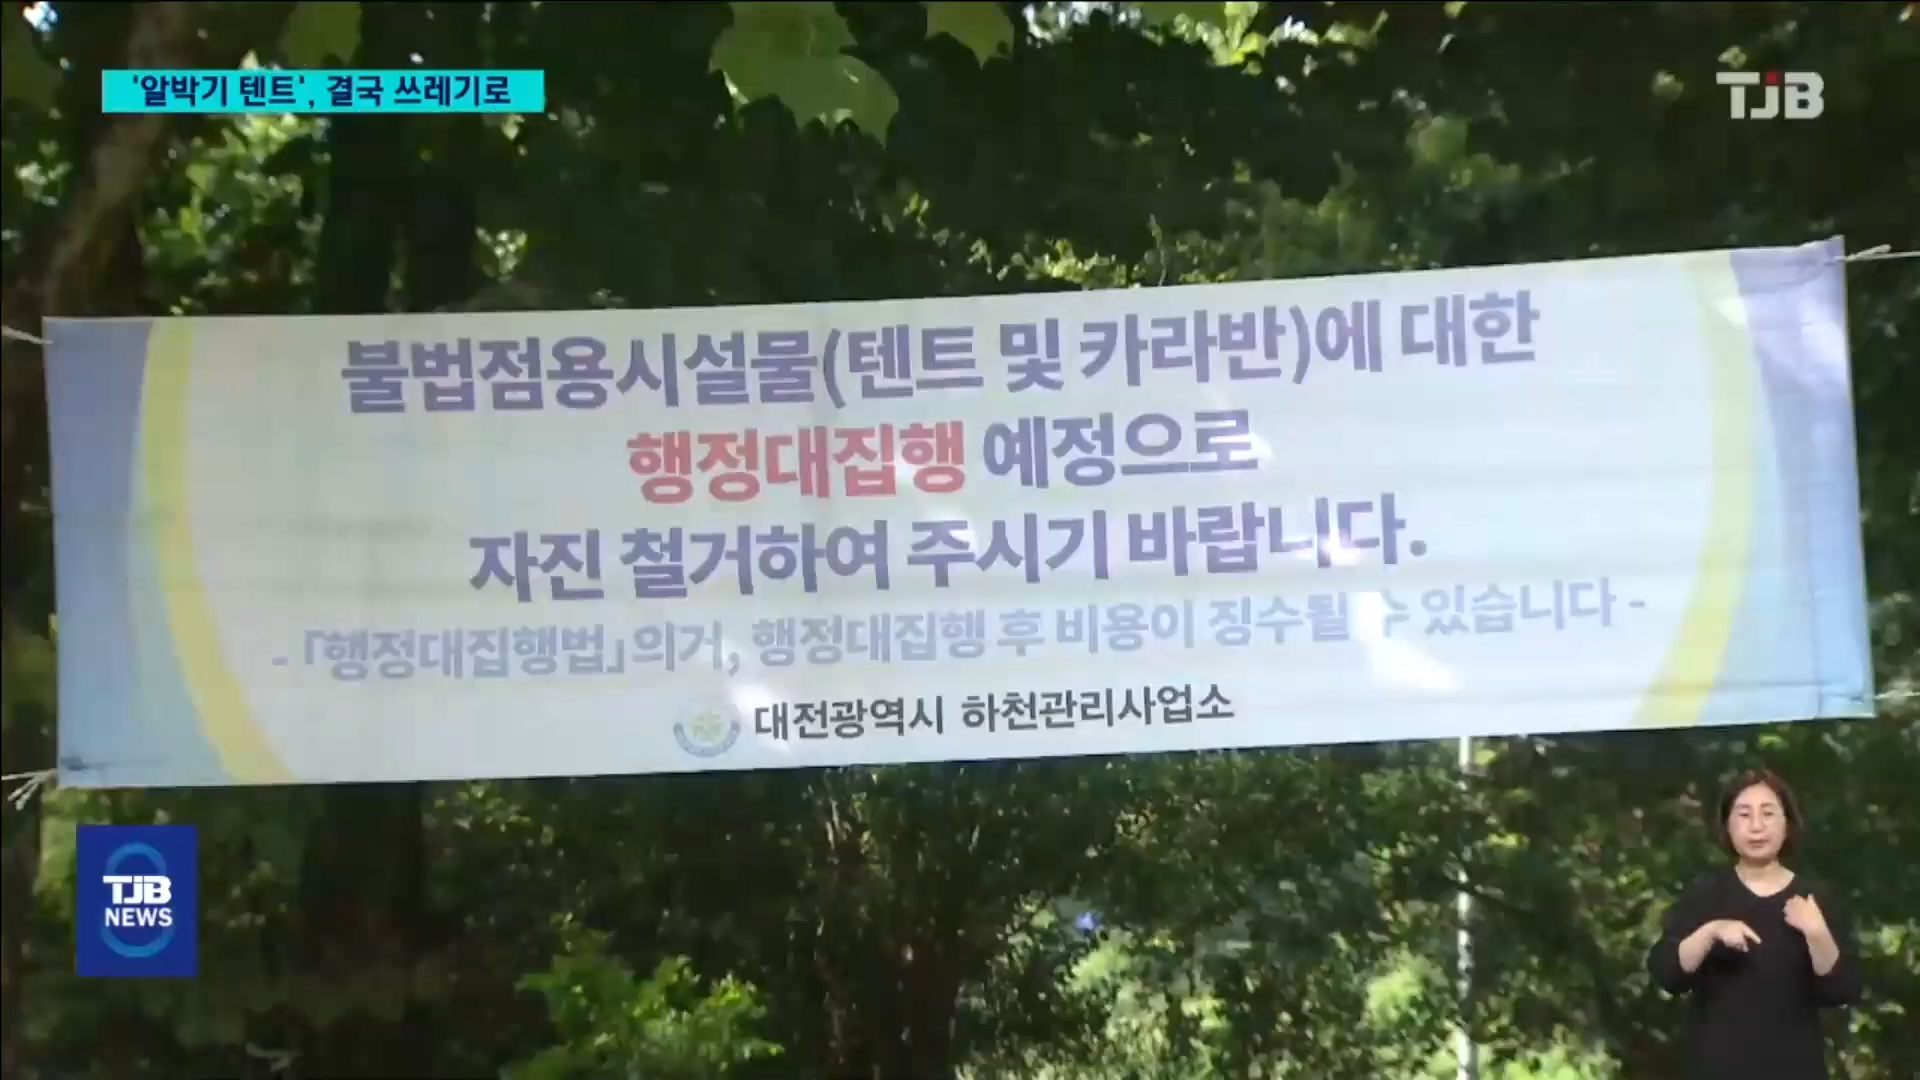 '알박기 텐트', 결국 쓰레기로
TJB
불법점용시설물(텐트 및 카라반)에 대한
행정대집행 예정으로
자진 철거하여 주시기 바랍니다.
- 「행정대집행법」의거, 행정대집행 후 비용이 징수될 수 있습니다 -
대전광역시 하천관리사업소
TJB
NEWS